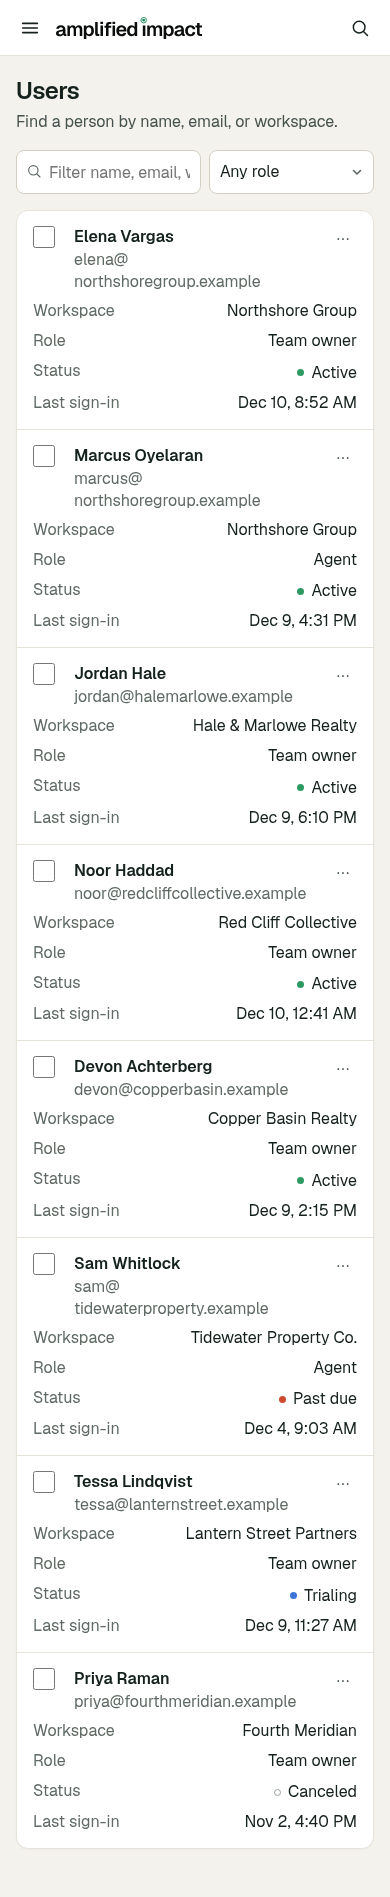 amplified impact
Users
Find a person by name, email, or workspace.
Filter name, email, Any role
Elena Vargas ...
elena@
northshoregroup.example
Workspace Northshore Group
Role Team owner
Status Active
Last sign-in Dec 10, 8:52 AM
Marcus Oyelaran ...
marcus@
northshoregroup.example
Workspace Northshore Group
Role Agent
Status Active
Last sign-in Dec 9, 4:31 PM
Jordan Hale ...
jordan@halemarlowe.example
Workspace Hale & Marlowe Realty
Role Team owner
Status Active
Last sign-in Dec 9, 6:10 PM
Noor Haddad ...
noor@redcliffcollective.example
Workspace Red Cliff Collective
Role Team owner
Status Active
Last sign-in Dec 10, 12:41 AM
Devon Achterberg ...
devon@copperbasin.example
Workspace Copper Basin Realty
Role Team owner
Status Active
Last sign-in Dec 9, 2:15 PM
Sam Whitlock ...
sam@
tidewaterproperty.example
Workspace Tidewater Property Co.
Role Agent
Status Past due
Last sign-in Dec 4, 9:03 AM
Tessa Lindqvist ...
tessa@lanternstreet.example
Workspace Lantern Street Partners
Role Team owner
Status Trialing
Last sign-in Dec 9, 11:27 AM
Priya Raman ...
priya@fourthmeridian.example
Workspace Fourth Meridian
Role Team owner
Status Canceled
Last sign-in Nov 2, 4:40 PM